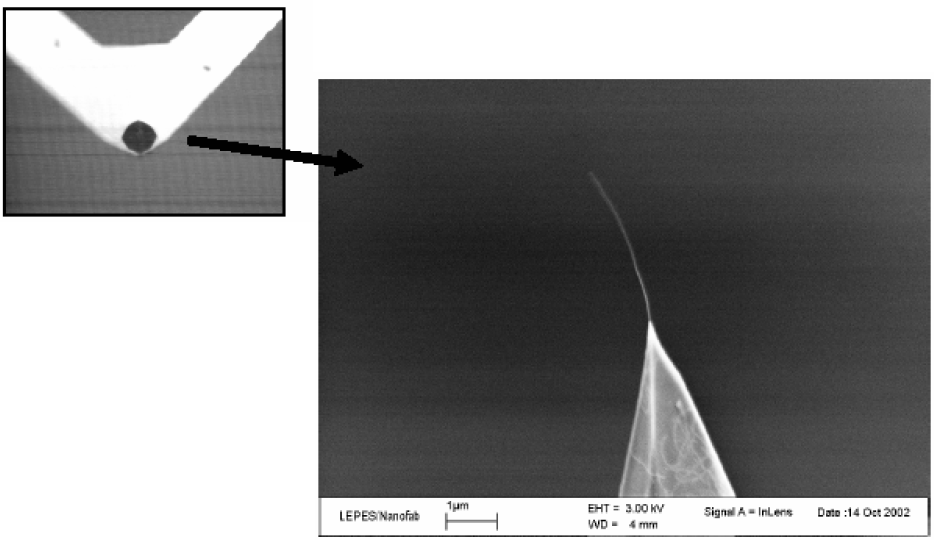 LEPES/Nanofab
1µm
EHT = 3.00 kV
WD = 4 mm
Signal A = InLens
Date :14 Oct 2002